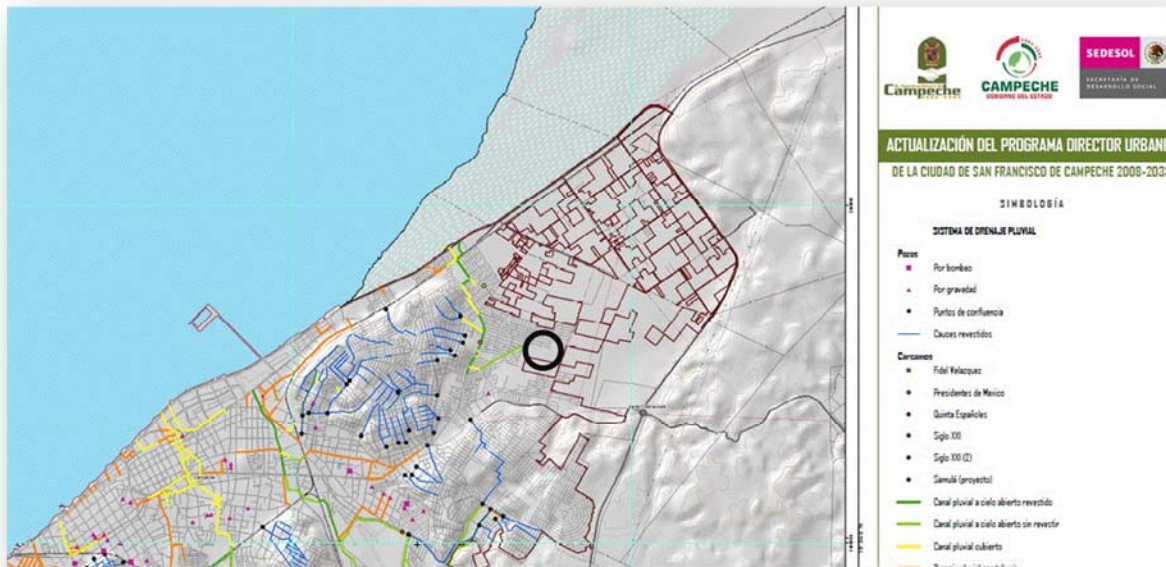 Campeche
CAMPECHE
GOBIERNO DEL ESTADO
SEDESOL
SECRETARÍA DE
DESARROLLO SOCIAL
ACTUALIZACIÓN DEL PROGRAMA DIRECTOR URBAN
DE LA CIUDAD DE SAN FRANCISCO DE CAMPECHE 2008-203
SIMBOLOGÍA
SISTEMA DE DRENAJE PLUVIAL
Pozos
Por bombeo
Por gravedad
Puntos de confluencia
Cauces revestidos
Carcamos
Fidel Velazquez
Presidentes de Mexico
Quinta Españoles
Siglo XXI
Siglo XXI (2)
Samulá (proyecto)
Canal pluvial a cielo abierto revestido
Canal pluvial a cielo abierto sin revestir
Canal pluvial cubierto